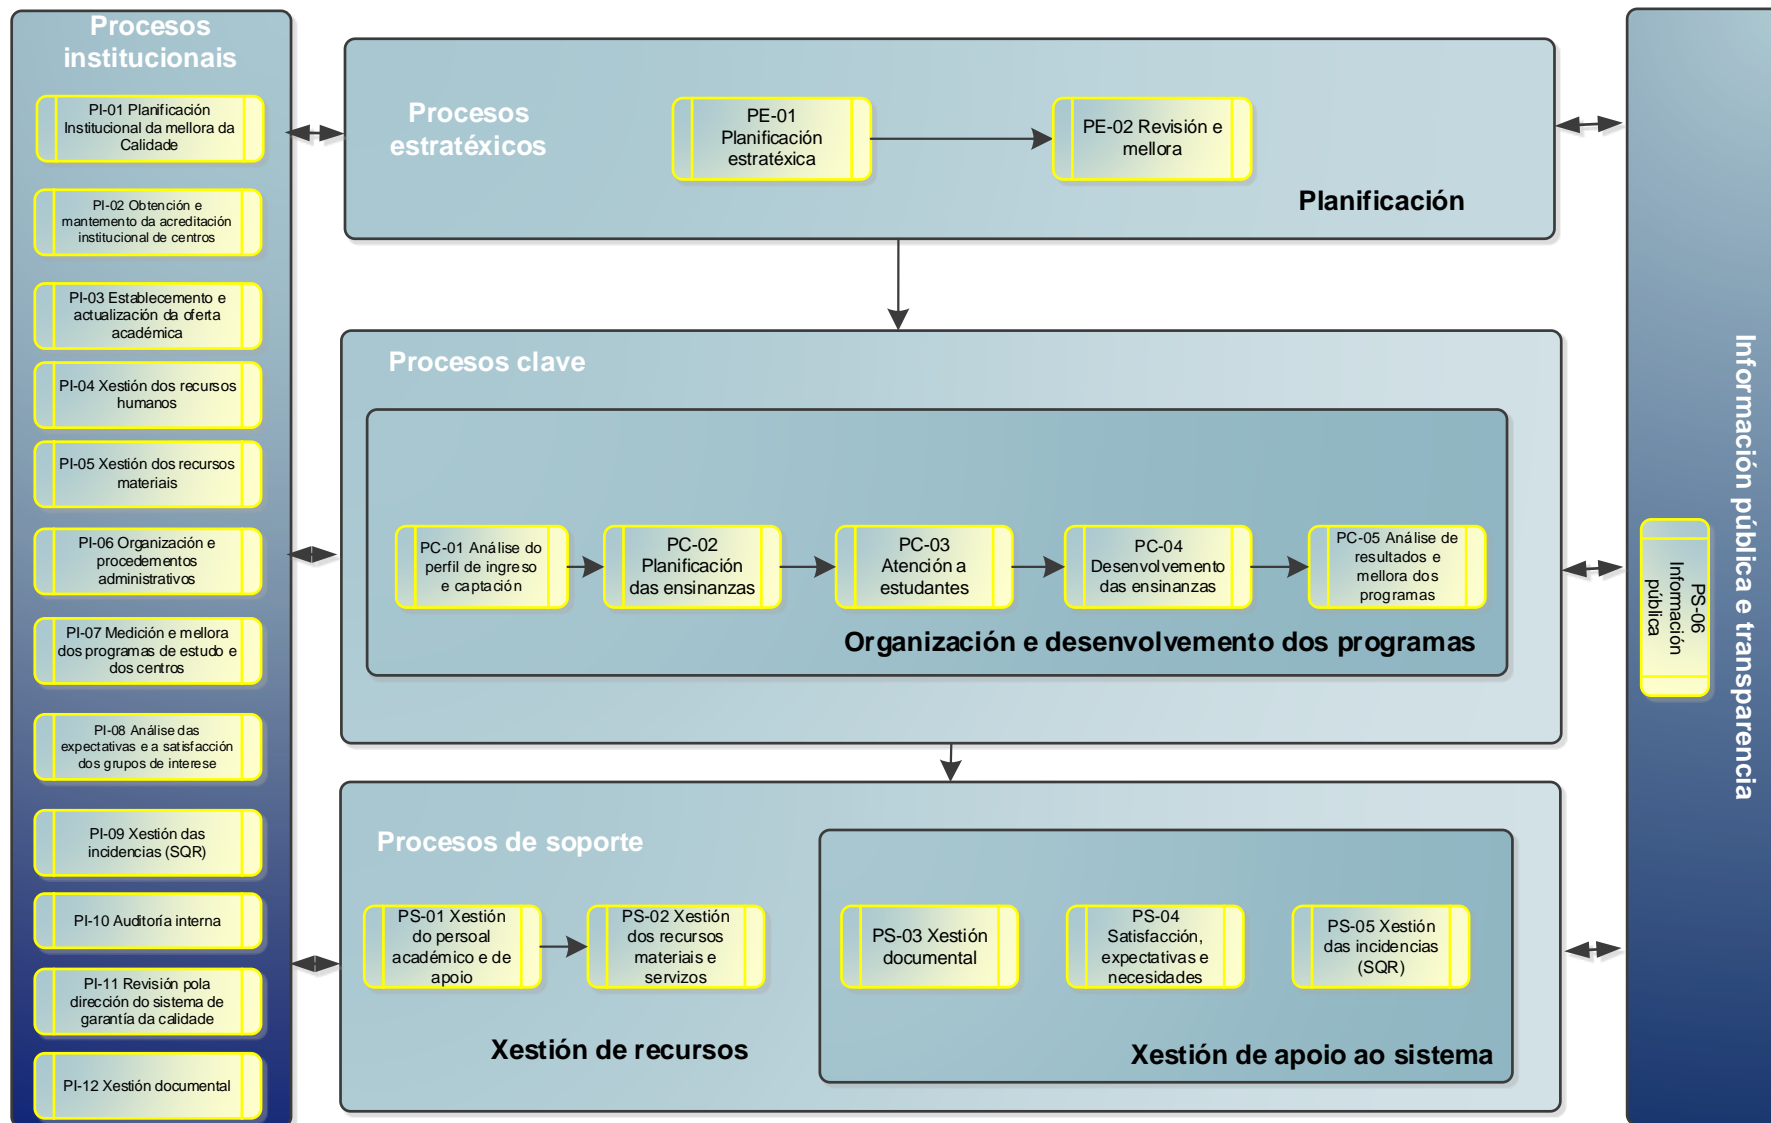 Procesos
institucionais
PI-01 Planificación
Institucional da mellora da
Calidade
PI-02 Obtención e
mantemento da acreditación
institucional de centros
PI-03 Establecemento e
actualización da oferta
académica
PI-04 Xestión dos recursos
humanos
PI-05 Xestión dos recursos
materiais
PI-06 Organización e
procedementos
administrativos
PI-07 Medición e mellora
dos programas de estudo e
dos centros
PI-08 Análise das
expectativas e a satisfacción
dos grupos de interese
PI-09 Xestión das
incidencias (SQR)
PI-10 Auditoría interna
PI-11 Revisión pola
dirección do sistema de
garantía da calidade
PI-12 Xestión documental
Procesos
estratéxicos
PE-01
Planificación
estratéxica
PE-02 Revisión e
mellora
Planificación
Procesos clave
PC-01 Análise do
perfil de ingreso
e captación
PC-02
Planificación
das ensinanzas
PC-03
Atención a
estudantes
PC-04
Desenvolvemento
das ensinanzas
PC-05 Análise de
resultados e
mellora dos
programas
Organización e desenvolvemento dos programas
Procesos de soporte
PS-01 Xestión
do persoal
académico e de
apoio
PS-02 Xestión
dos recursos
materiais e
servizos
Xestión de recursos
PS-03 Xestión
documental
PS-04
Satisfacción,
expectativas e
necesidades
PS-05 Xestión
das incidencias
(SQR)
Xestión de apoio ao sistema
Información pública e transparencia
PS-06
Información
pública